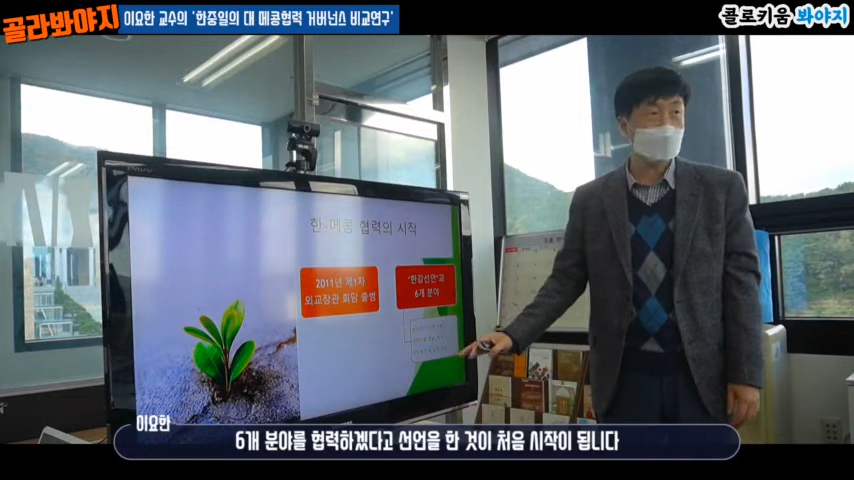 골라봐야지
이요한 교수의 '한중일의 대 메콩협력 거버넌스 비교연구'
콜로키움 봐야지
한-메콩 협력의 시작
2011년 제1차
외교장관 회담 출범
'한강선언'과
6개 분야
이요한
6개 분야를 협력하겠다고 선언을 한 것이 처음 시작이 됩니다